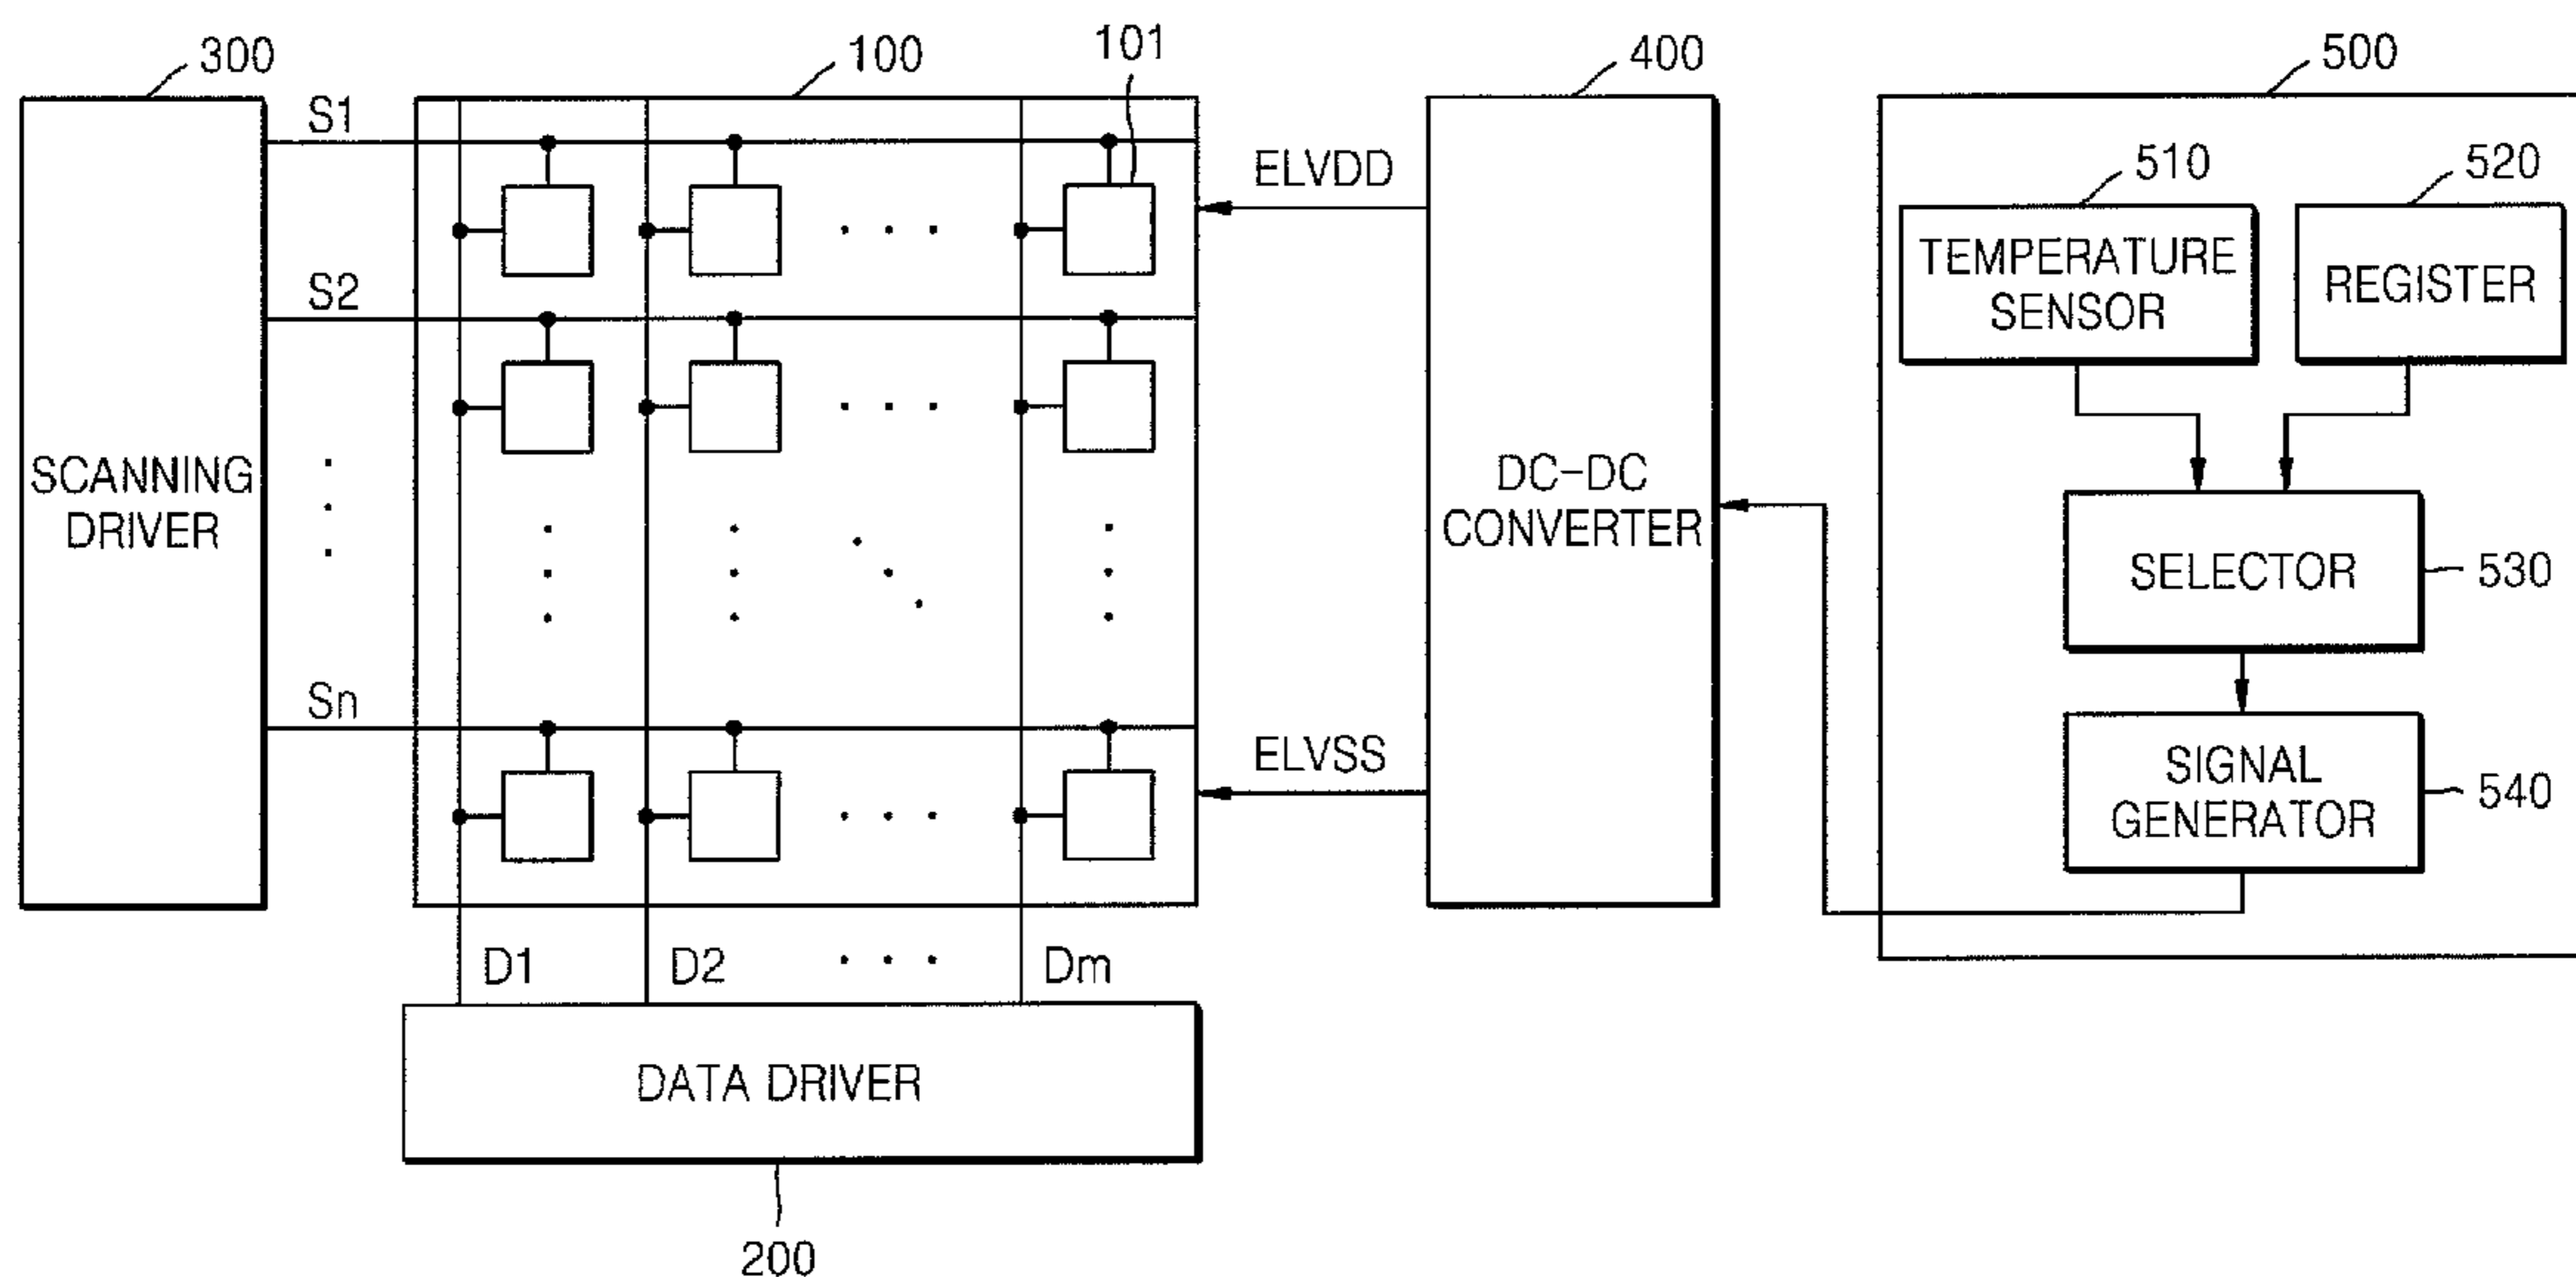 300
100
101
400
500
S1
ELVDD
510
520
TEMPERATURE
SENSOR
REGISTER
S2
SCANNING
DRIVER
DC-DC
CONVERTER
SELECTOR
530
Sn
ELVSS
SIGNAL
GENERATOR
540
D1
D2
Dm
DATA DRIVER
200